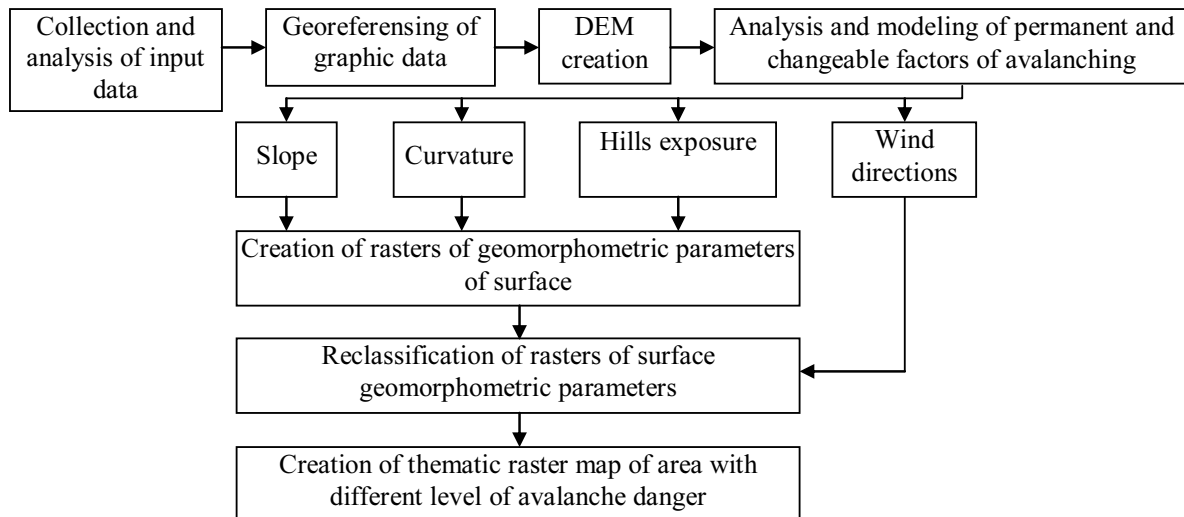 Collection and
analysis of input
data
Georeferensing of
graphic data
DEM
creation
Analysis and modeling of permanent and
changeable factors of avalanching
Slope
Curvature
Hills exposure
Wind
directions
Creation of rasters of geomorphometric parameters
of surface
Reclassification of rasters of surface
geomorphometric parameters
Creation of thematic raster map of area with
different level of avalanche danger